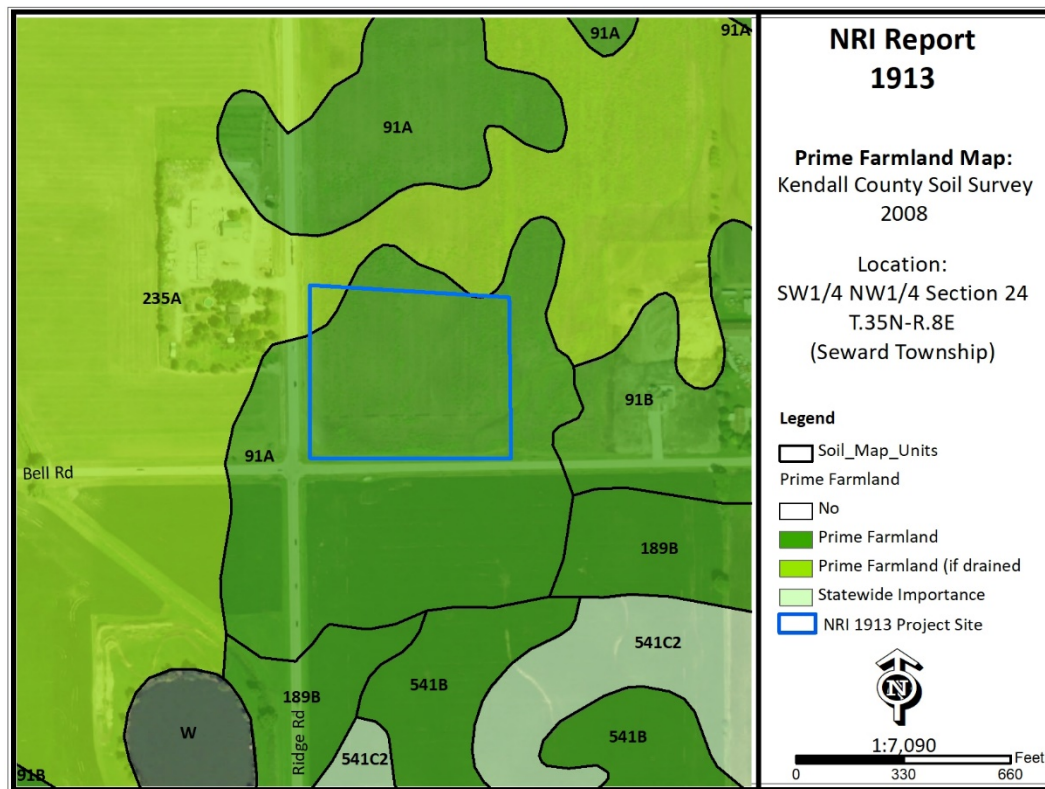 91A
91A
91A
235A
91B
91A
Bell Rd
189B
541C2
541B
189B
W
Ridge Rd
541B
541C2
91B
NRI Report
1913
Prime Farmland Map:
Kendall County Soil Survey
2008
Location:
SW1/4 NW1/4 Section 24
T.35N-R.8E
(Seward Township)
Legend
Soil_Map_Units
Prime Farmland
No
Prime Farmland
Prime Farmland (if drained
Statewide Importance
NRI 1913 Project Site
N
1:7,090
Feet
0 330 660